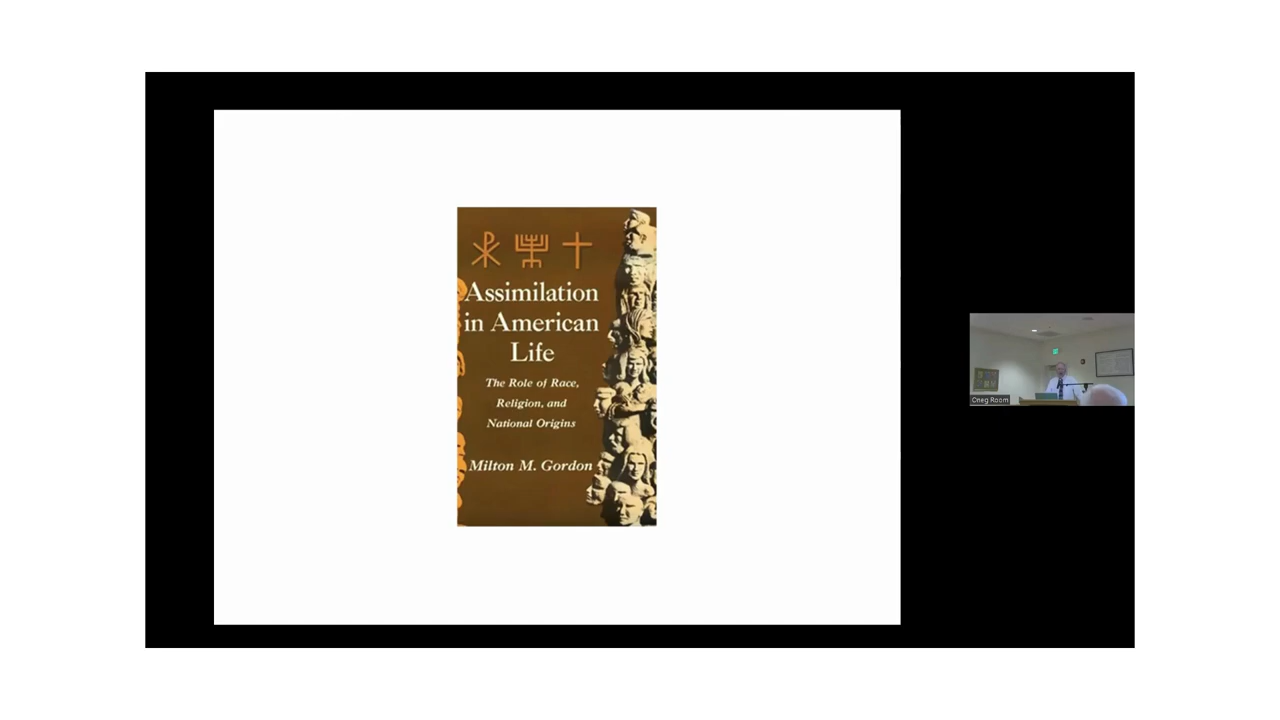 Assimilation
in American
Life
The Role of Race,
Religion, and
National Origins
Milton M. Gordon
Oneg Room